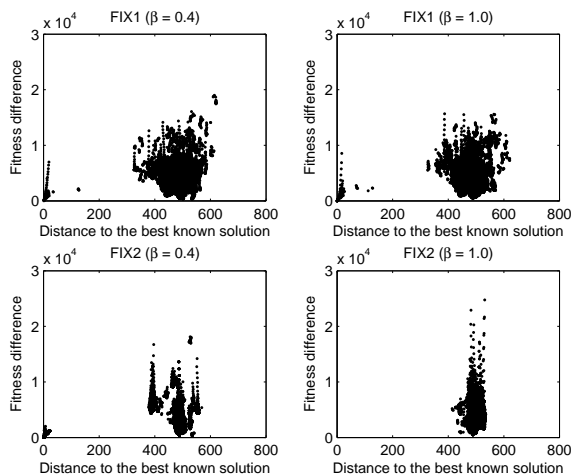 FIX1 (β = 0.4)
x 10^4
3
2
1
0
Fitness difference
0 200 400 600 800
Distance to the best known solution
FIX1 (β = 1.0)
x 10^4
3
2
1
0
Fitness difference
0 200 400 600 800
Distance to the best known solution
FIX2 (β = 0.4)
x 10^4
3
2
1
0
Fitness difference
0 200 400 600 800
Distance to the best known solution
FIX2 (β = 1.0)
x 10^4
3
2
1
0
Fitness difference
0 200 400 600 800
Distance to the best known solution